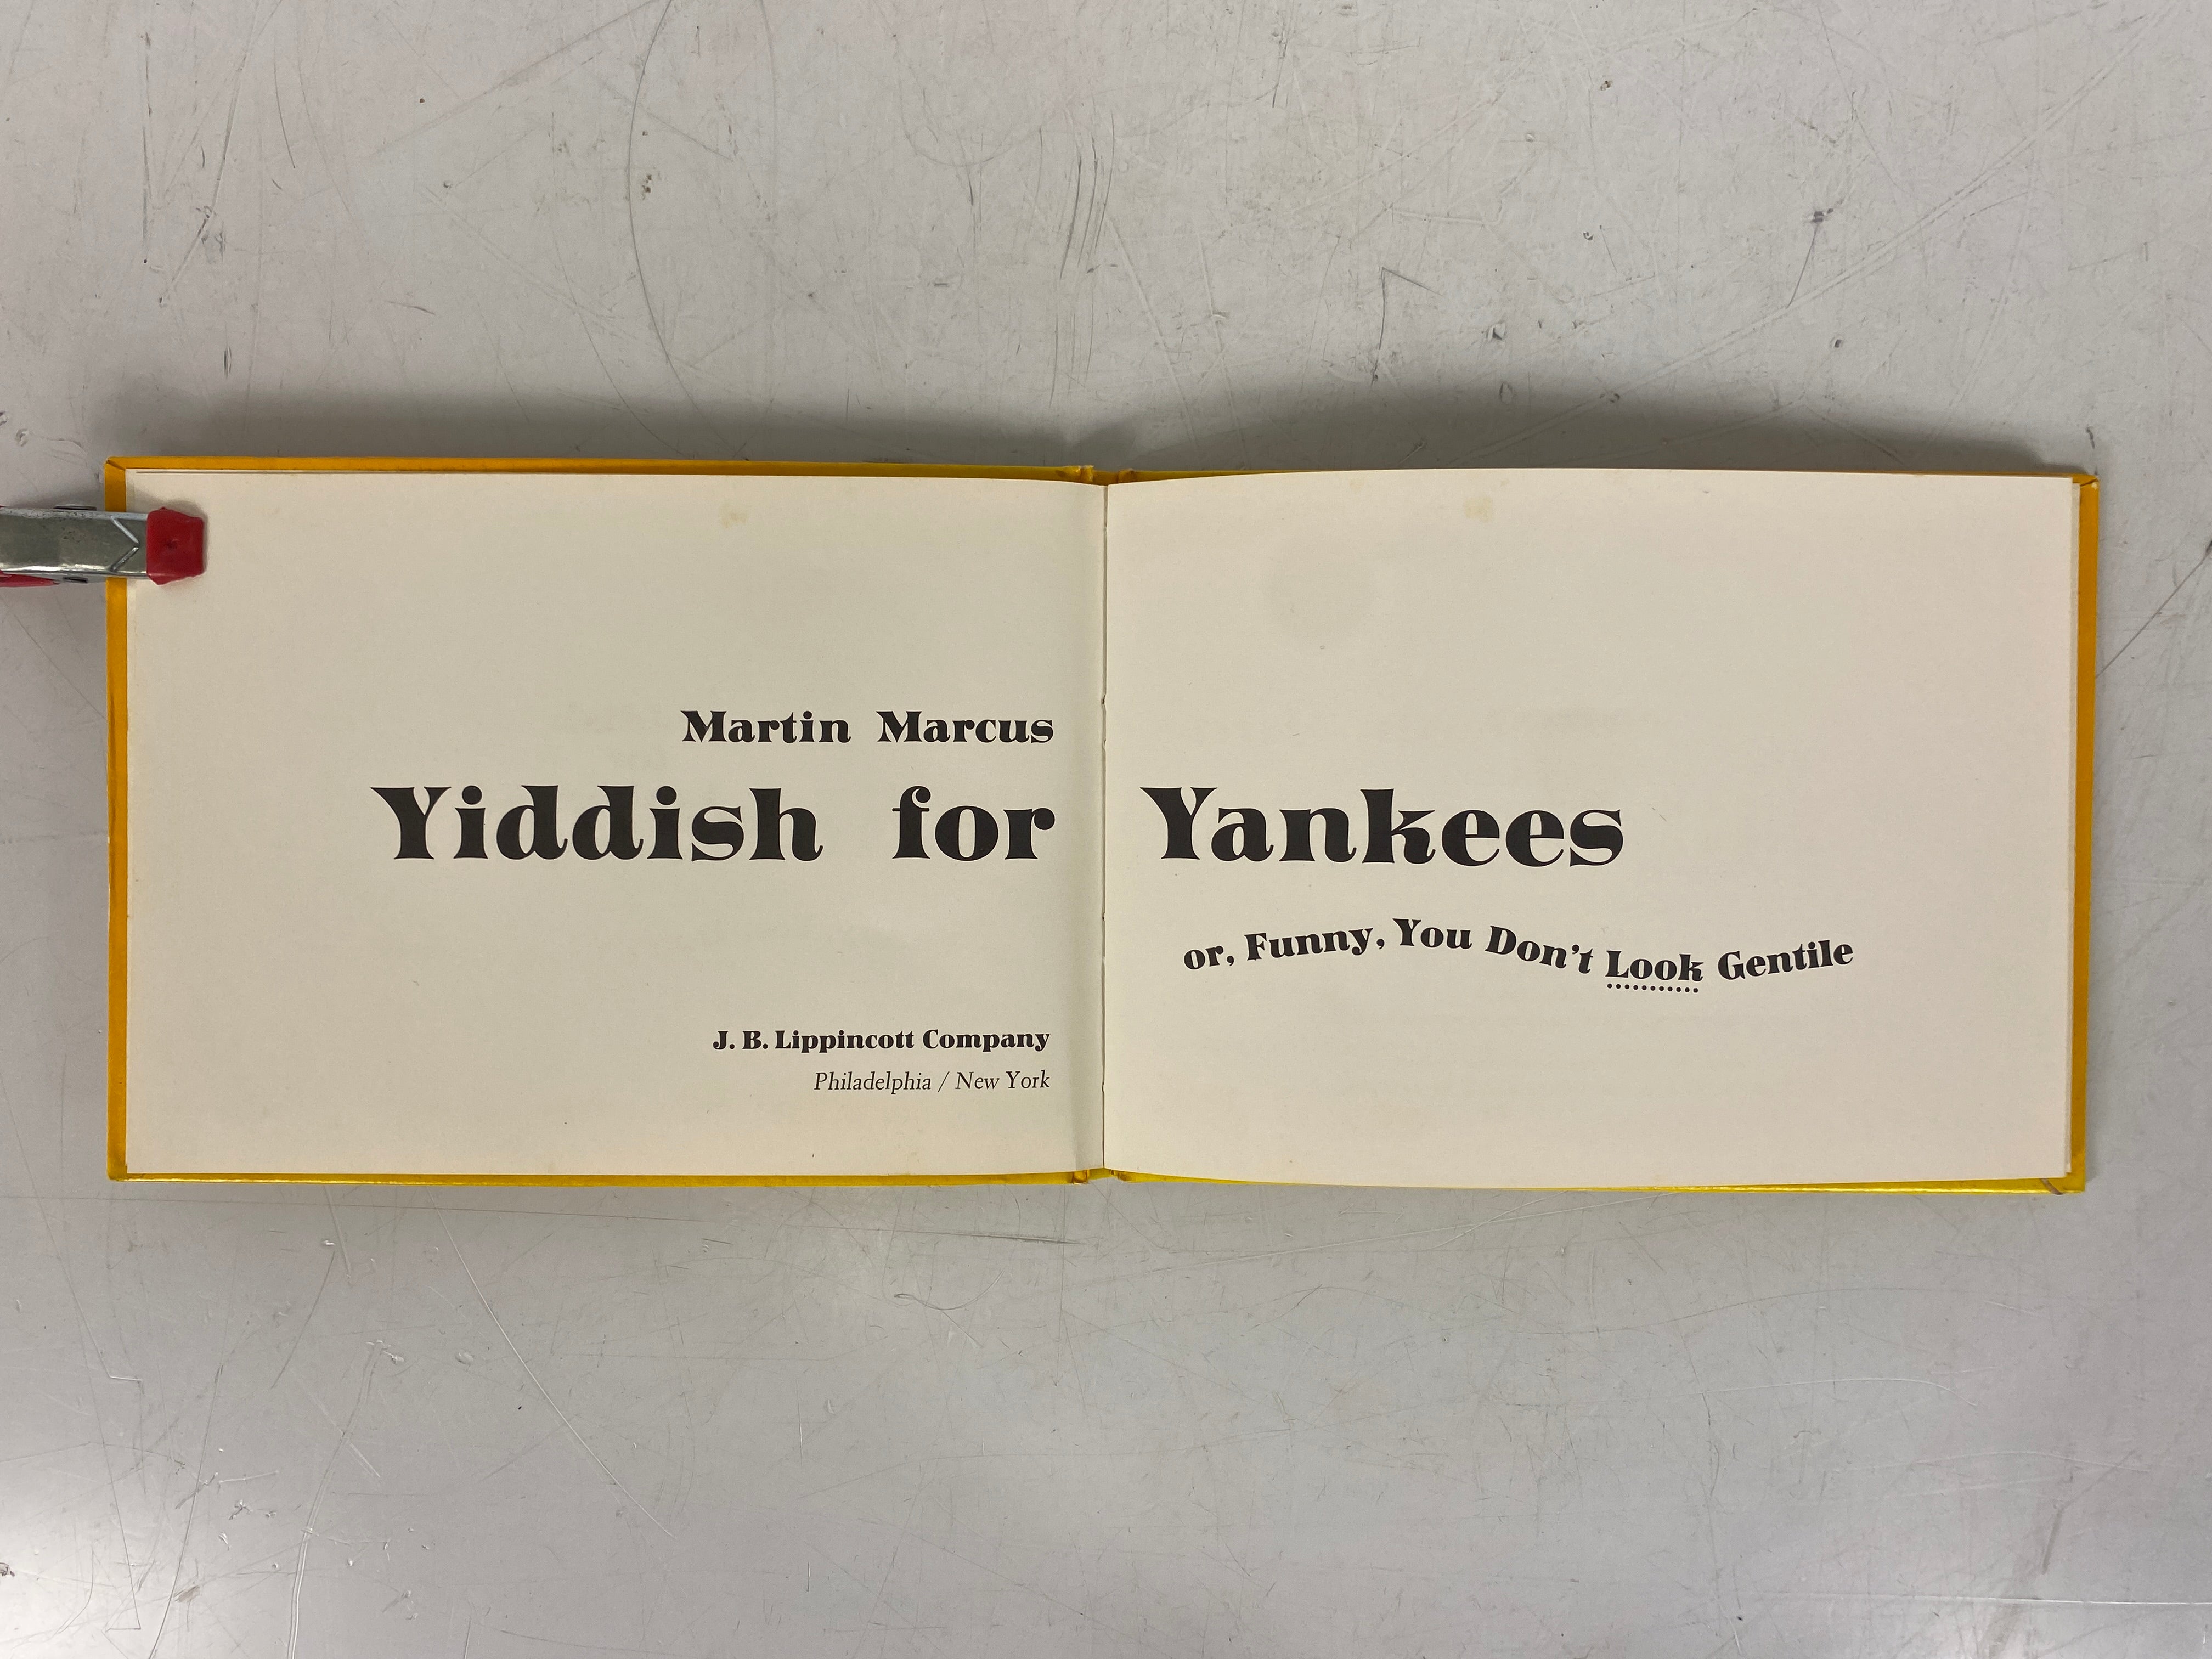 Martin Marcus
Yiddish for Yankees
or, Funny, You Don't Look Gentile
J. B. Lippincott Company
Philadelphia / New York